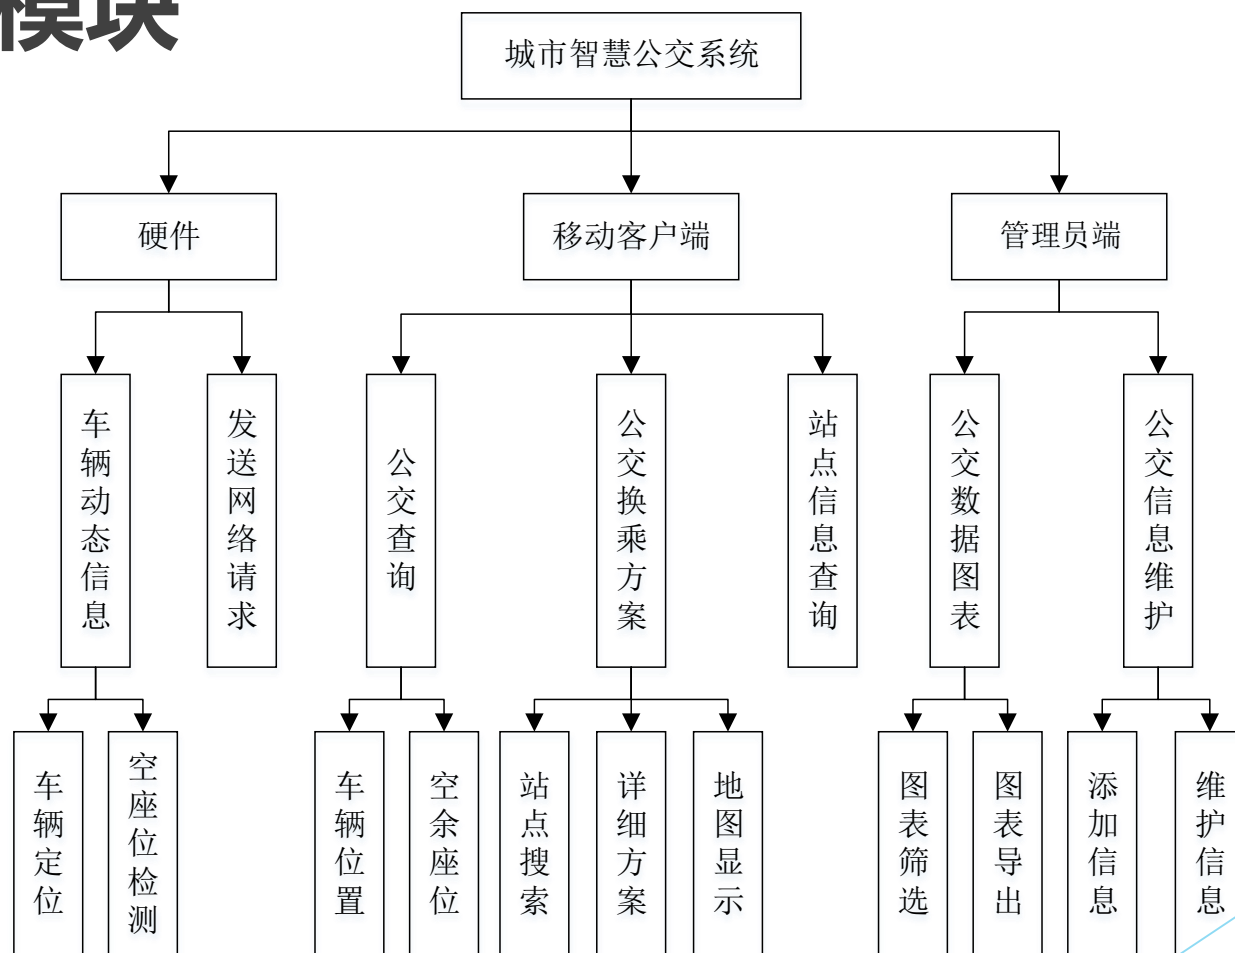 模块
城市智慧公交系统
硬件
移动客户端
管理员端
车辆动态信息
发送网络请求
公交查询
公交换乘方案
站点信息查询
公交数据图表
公交信息维护
车辆定位
空座位检测
车辆位置
空余座位
站点搜索
详细方案
地图显示
图表筛选
图表导出
添加信息
维护信息